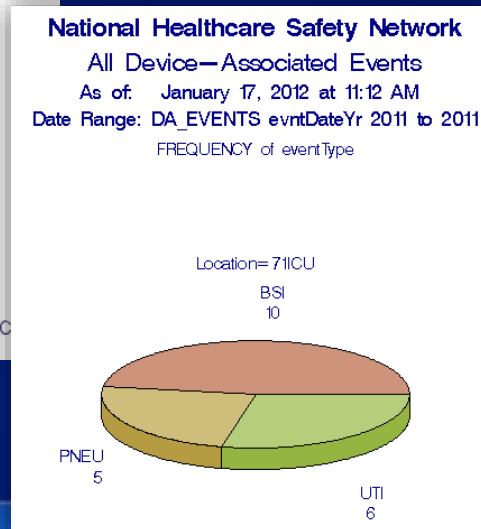 National Healthcare Safety Network
All Device—Associated Events
As of: January 17, 2012 at 11:12 AM
Date Range: DA_EVENTS evntDateYr 2011 to 2011
FREQUENCY of eventType
Location=71ICU
BSI
10
PNEU
5
UTI
6